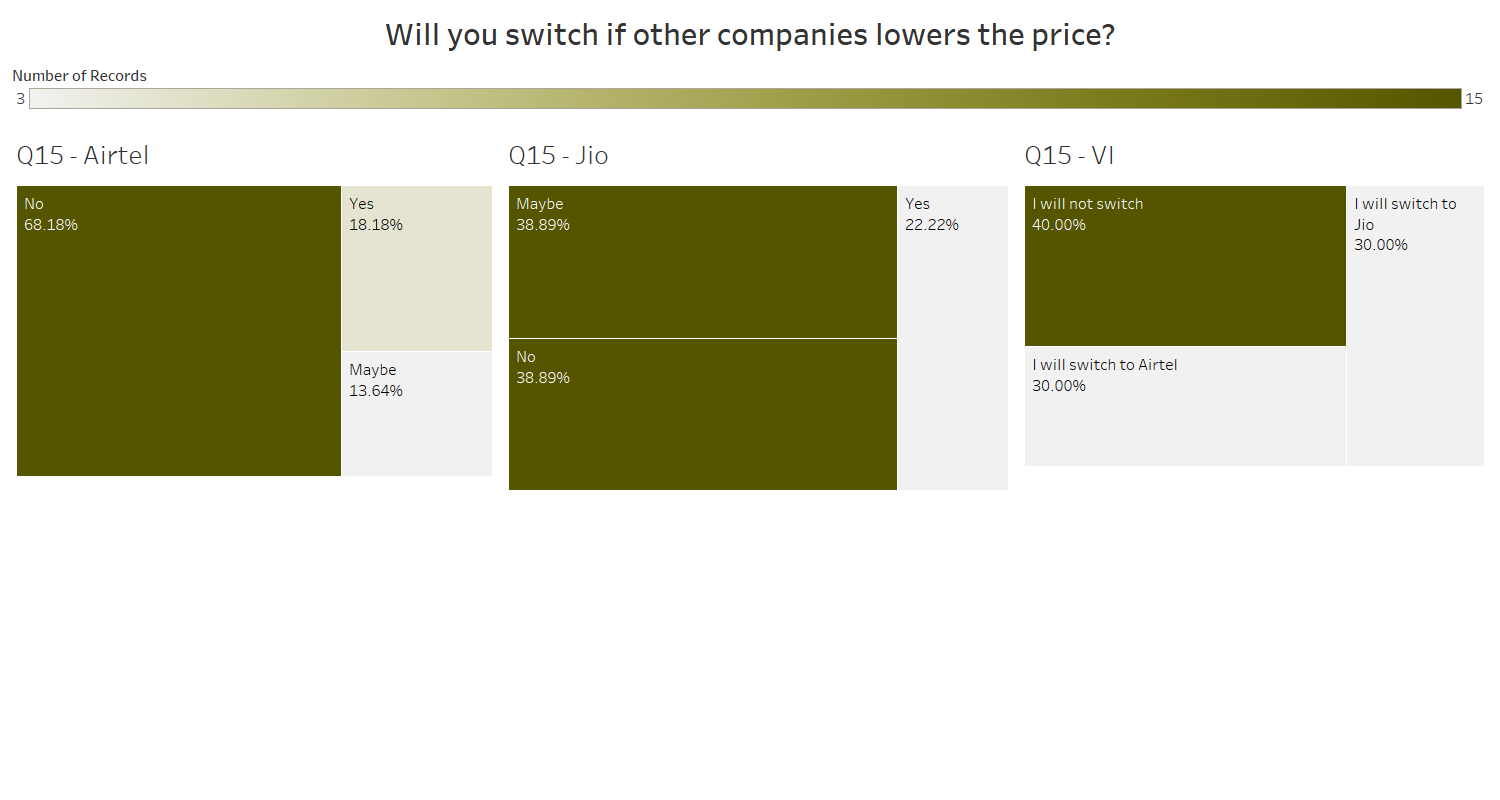 Will you switch if other companies lowers the price?
Number of Records
3
15
Q15 - Airtel
No
68.18%
Yes
18.18%
Maybe
13.64%
Q15 - Jio
Maybe
38.89%
No
38.89%
Yes
22.22%
Q15 - VI
I will not switch
40.00%
I will switch to Airtel
30.00%
I will switch to
Jio
30.00%